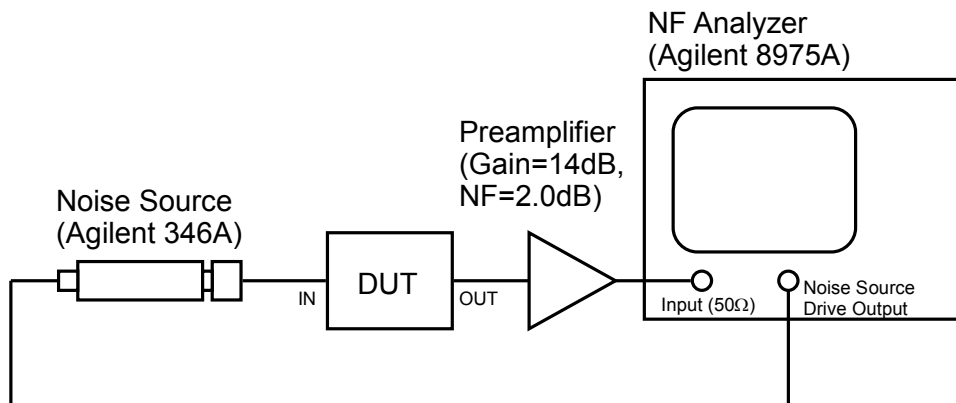 NF Analyzer
(Agilent 8975A)
Preamplifier
(Gain=14dB,
NF=2.0dB)
Noise Source
(Agilent 346A)
IN
DUT
OUT
Input (50Ω)
Noise Source
Drive Output